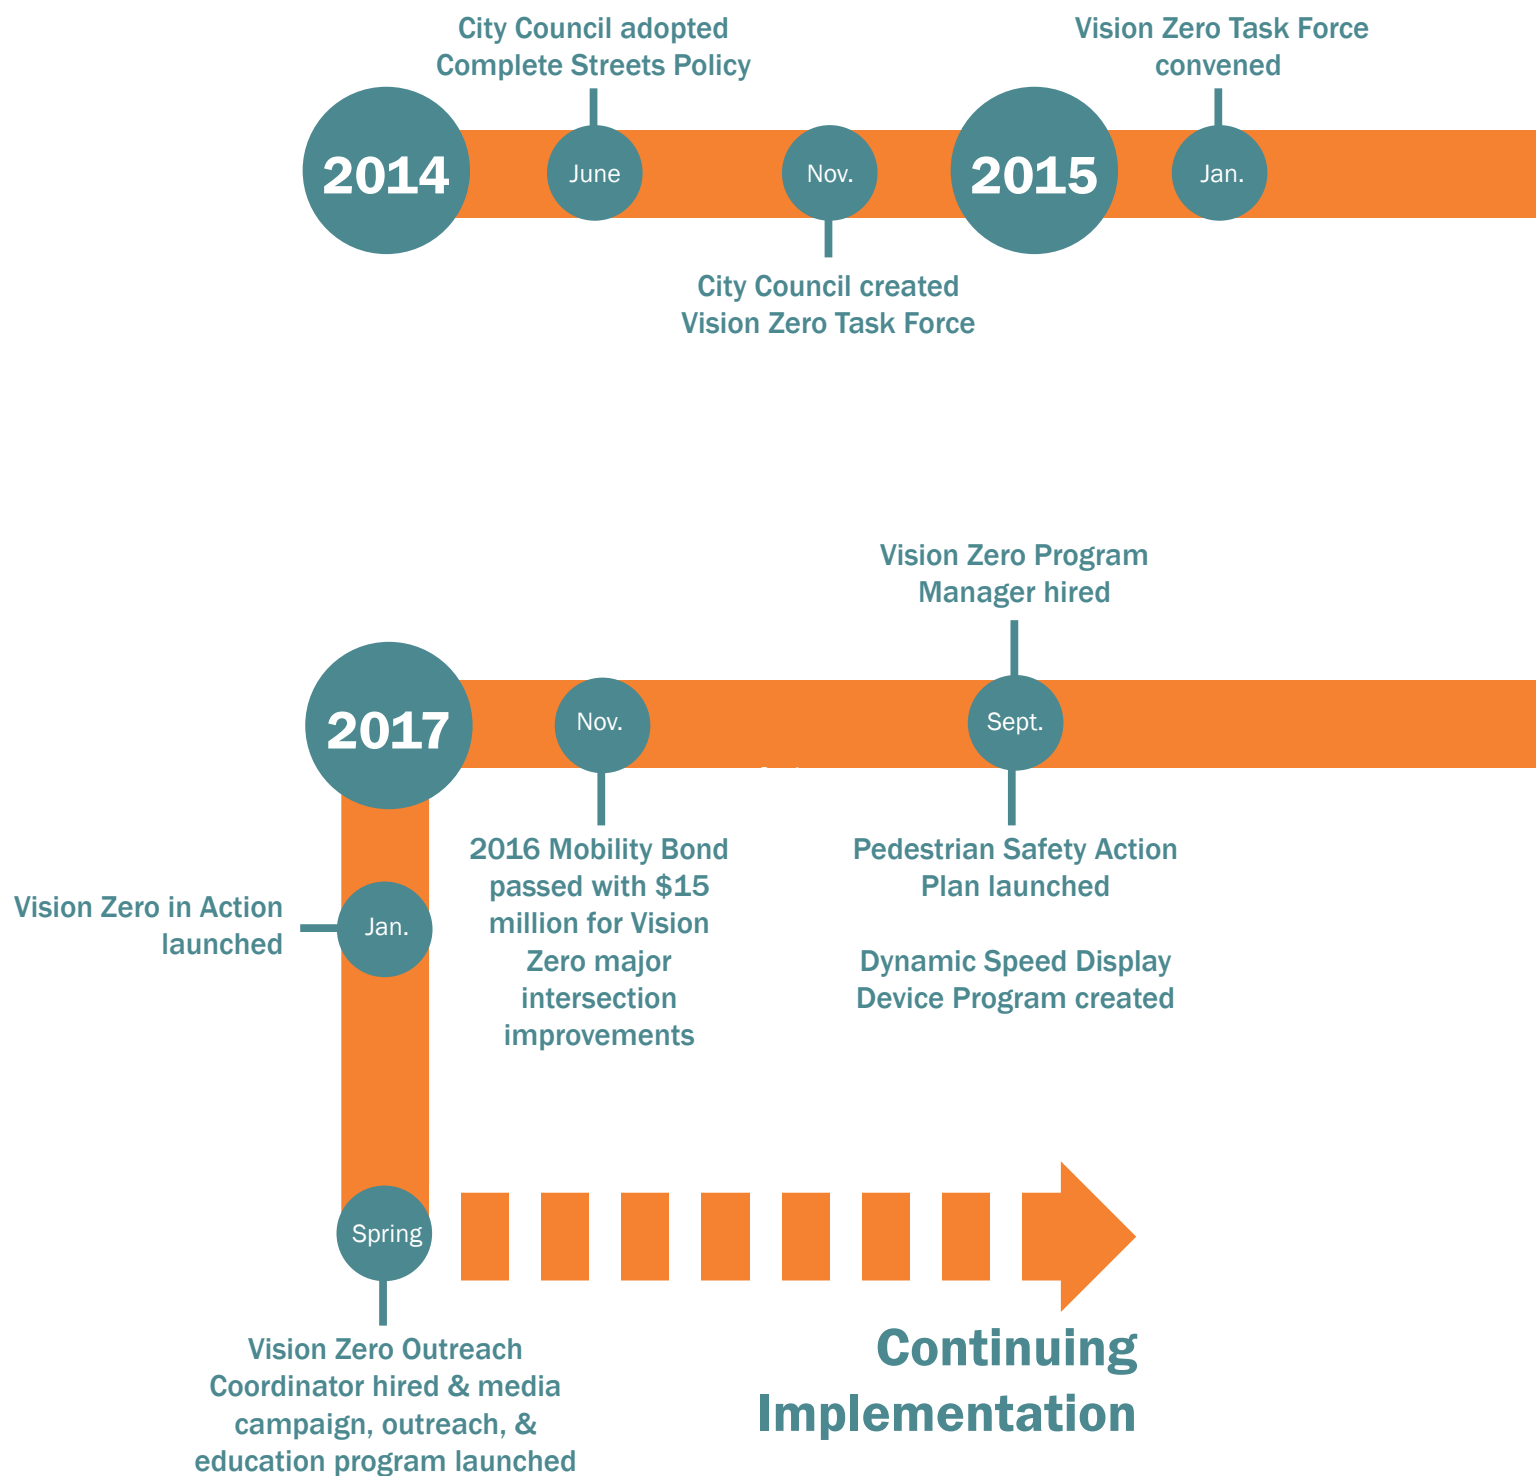 City Council adopted
Complete Streets Policy
Vision Zero Task Force
convened
2014
June
Nov.
2015
Jan.
City Council created
Vision Zero Task Force
Vision Zero Program
Manager hired
2017
Nov.
Sept.
2016 Mobility Bond
passed with $15
million for Vision
Zero major
intersection
improvements
Pedestrian Safety Action
Plan launched
Dynamic Speed Display
Device Program created
Vision Zero in Action
launched
Jan.
Spring
Vision Zero Outreach
Coordinator hired & media
campaign, outreach, &
education program launched
Continuing
Implementation